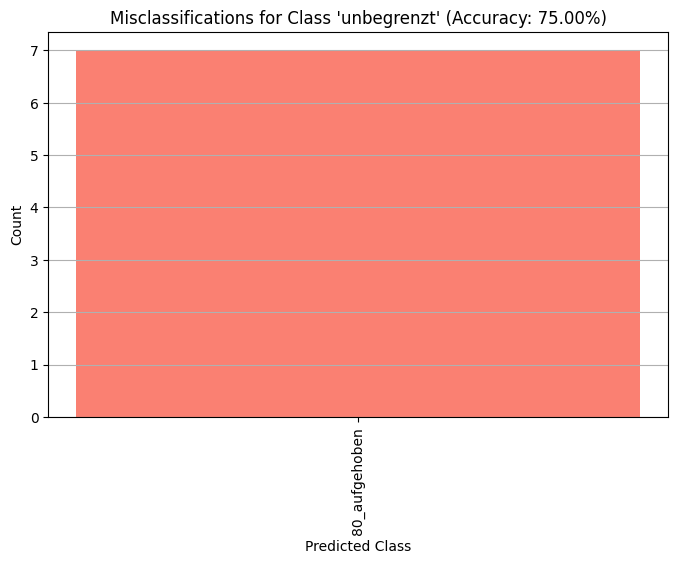 Misclassifications for Class 'unbegrenzt' (Accuracy: 75.00%)
7
6
5
4
3
2
1
0
Count
80_aufgehoben
Predicted Class